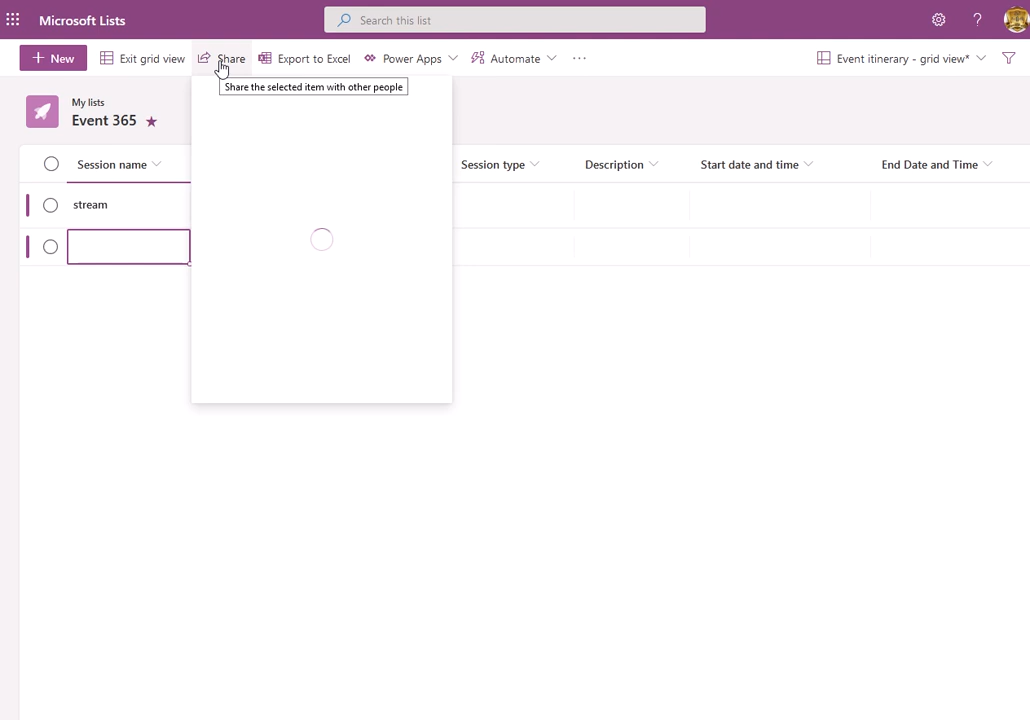 Microsoft Lists
Search this list
New
Exit grid view
Share
Export to Excel
Power Apps
Automate
Event itinerary - grid view*
Share the selected item with other people
My lists
Event 365
Session name
Session type
Description
Start date and time
End Date and Time
stream